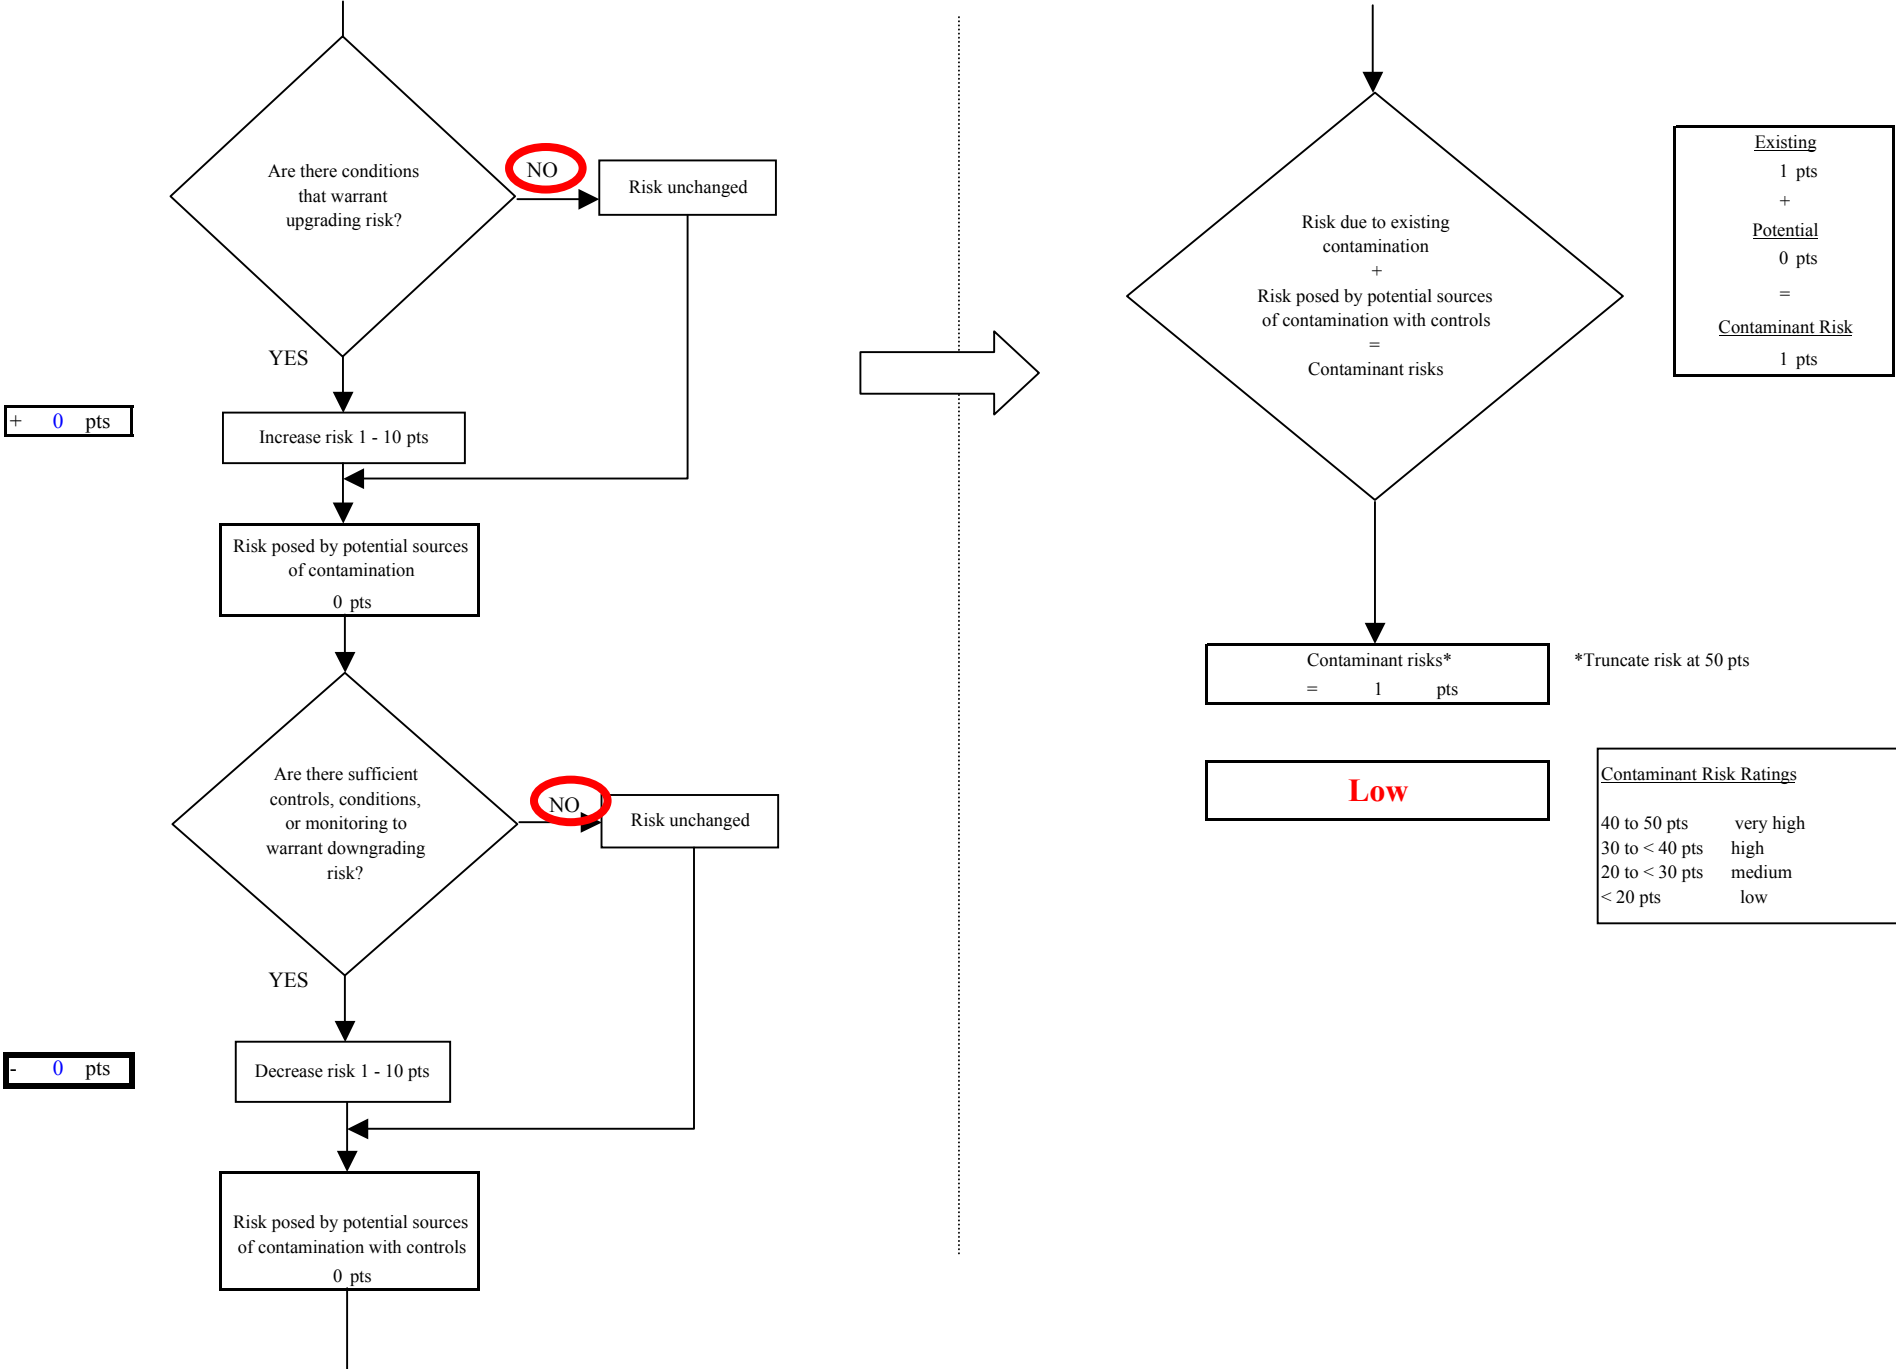 Are there conditions
that warrant
upgrading risk?
NO
Risk unchanged
YES
+ 0 pts
Increase risk 1 - 10 pts
Risk posed by potential sources
of contamination
0 pts
Are there sufficient
controls, conditions,
or monitoring to
warrant downgrading
risk?
NO
Risk unchanged
YES
- 0 pts
Decrease risk 1 - 10 pts
Risk posed by potential sources
of contamination with controls
0 pts
Risk due to existing
contamination
+
Risk posed by potential sources
of contamination with controls
=
Contaminant risks
Existing
1 pts
+
Potential
0 pts
=
Contaminant Risk
1 pts
Contaminant risks*
= 1 pts
*Truncate risk at 50 pts
Low
Contaminant Risk Ratings
40 to 50 pts very high
30 to < 40 pts high
20 to < 30 pts medium
< 20 pts low